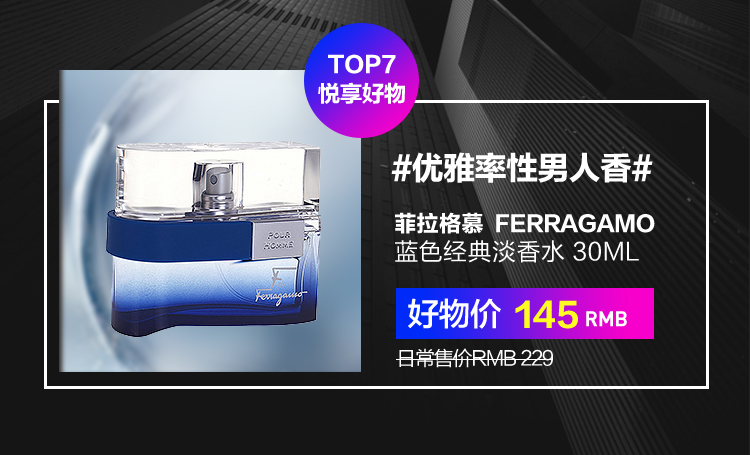 TOP7
悦享好物
#优雅率性男人香#
菲拉格慕 FERRAGAMO
蓝色经典淡香水 30ML
好物价 145 RMB
日常售价RMB 229
POUR
HOMME
F
Ferragamo